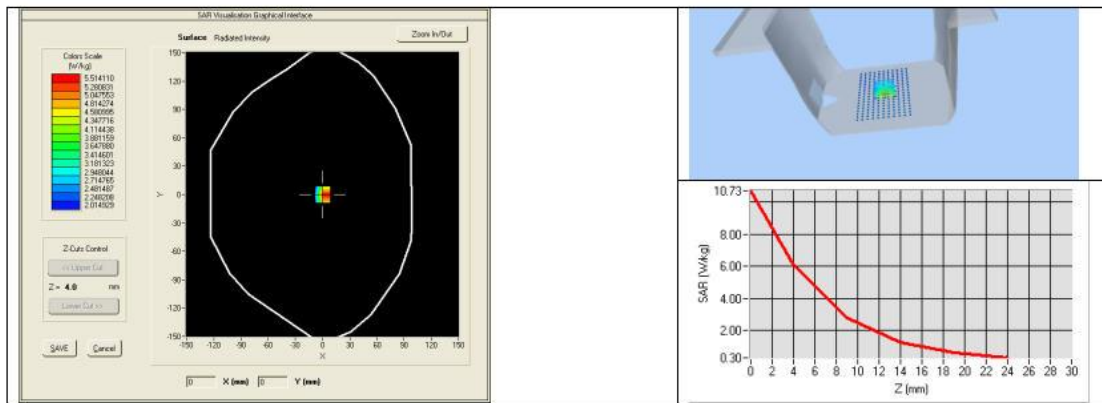 SAR Visualisation Graphical Interface
Surface Radiated Intensity
Zoom In/Out
Colors Scale
(W/kg)
5.514110
5.280831
5.047553
4.814274
4.580995
4.347716
4.114438
3.881159
3.647880
3.414601
3.181323
2.948044
2.714765
2.481487
2.248208
2.014929
Z-Cuts Control
<< Upper Cut
Z = 4.0 mm
Lower Cut >>
SAVE Cancel
150
120
90
60
30
0
-30
-60
-90
-120
-150
Y
-150 -120 -90 -60 -30 0 30 60 90 120 150
X
0 X (mm) 0 Y (mm)
10.73
8.00
6.00
4.00
2.00
0.30
SAR (W/kg)
0 2 4 6 8 10 12 14 16 18 20 22 24 26 28 30
Z (mm)